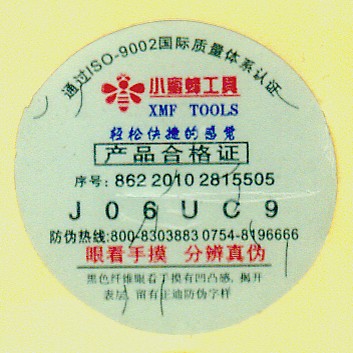 通过ISO-9002国际质量体系认证
小蜜蜂工具
XMF TOOLS
轻松快捷的感觉
产品合格证
序号: 862 2010 2815505
J06UC9
防伪热线:800-8303883 0754-8196666
眼看手摸 分辨真伪
黑色纤维眼看手摸有凹凸感，揭开
表层，留有正迪防伪字样